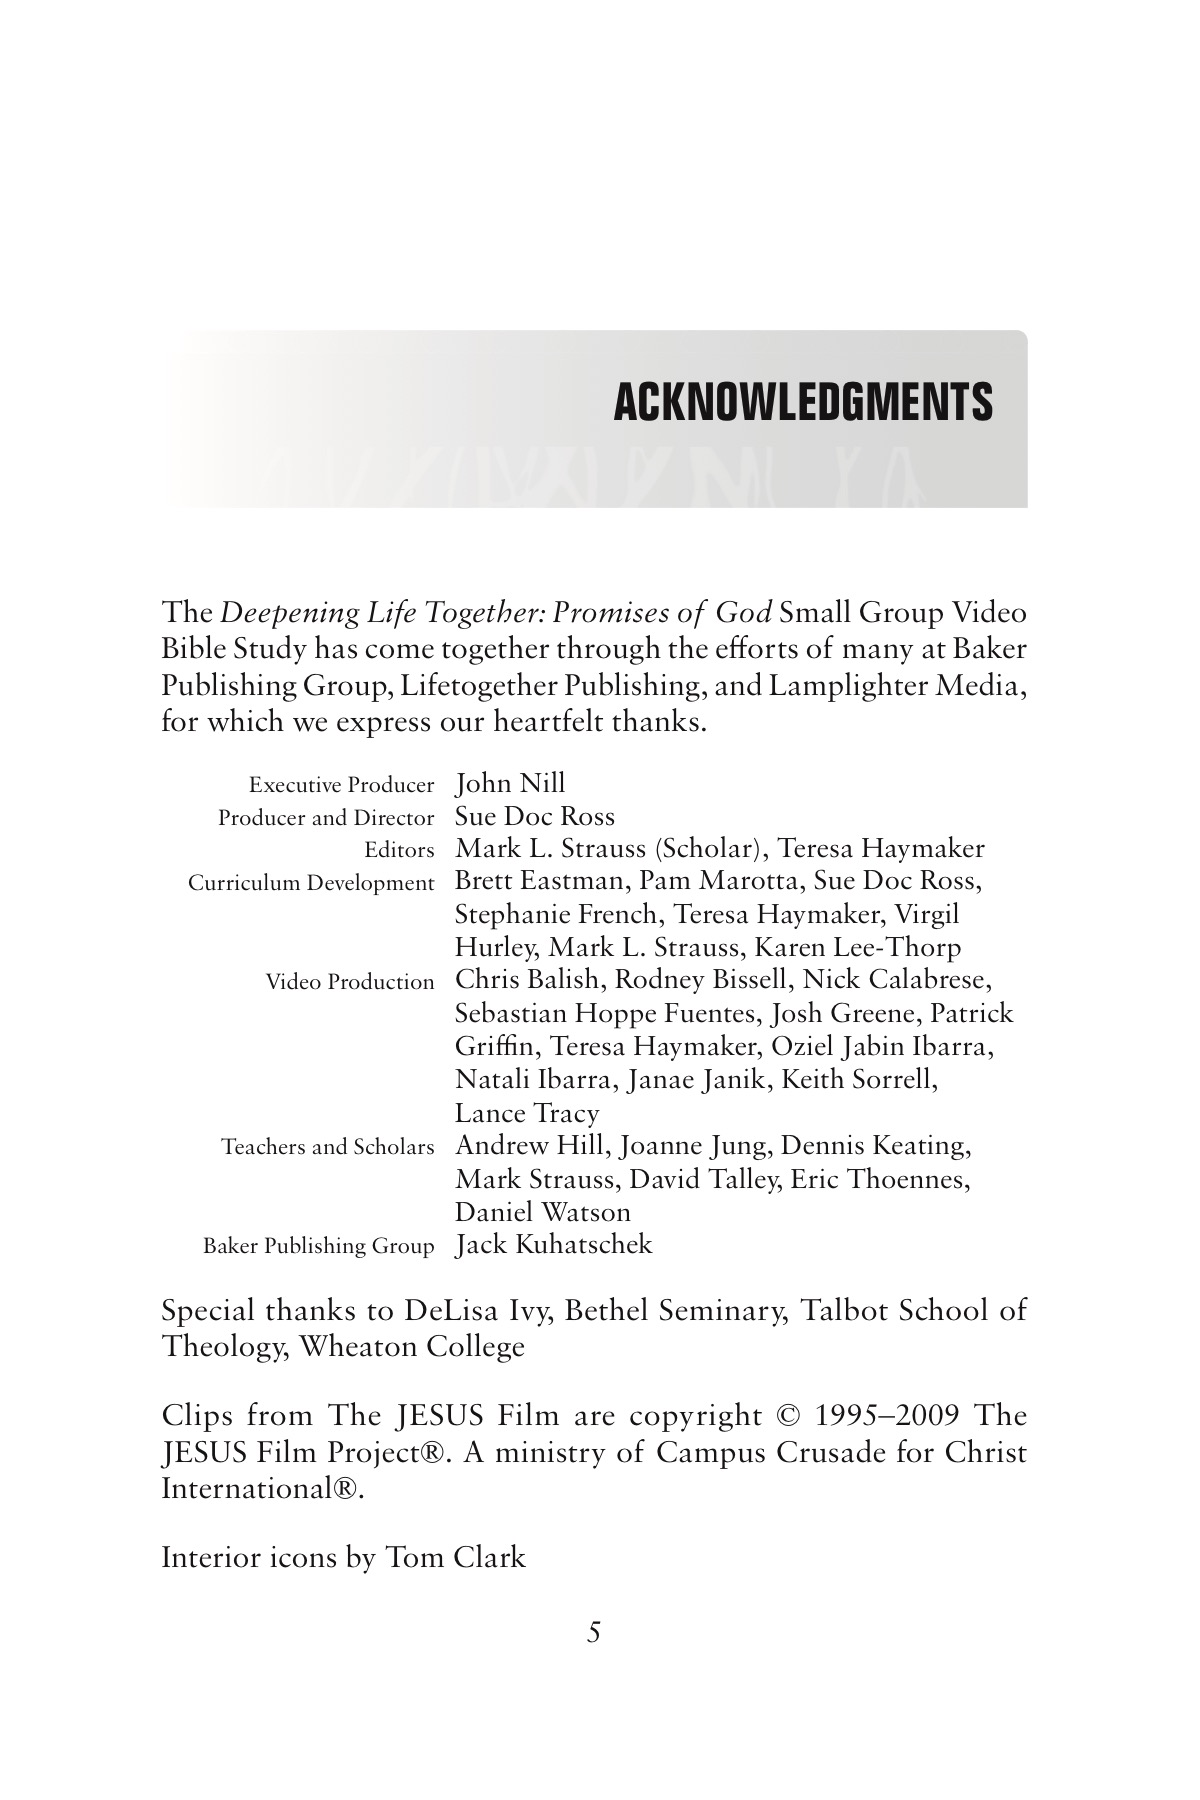 ACKNOWLEDGMENTS
The Deepening Life Together: Promises of God Small Group Video
Bible Study has come together through the efforts of many at Baker
Publishing Group, Lifetogether Publishing, and Lamplighter Media,
for which we express our heartfelt thanks.
Executive Producer John Nill
Producer and Director Sue Doc Ross
Editors Mark L. Strauss (Scholar), Teresa Haymaker
Curriculum Development Brett Eastman, Pam Marotta, Sue Doc Ross,
Stephanie French, Teresa Haymaker, Virgil
Hurley, Mark L. Strauss, Karen Lee-Thorp
Video Production Chris Balish, Rodney Bissell, Nick Calabrese,
Sebastian Hoppe Fuentes, Josh Greene, Patrick
Griffin, Teresa Haymaker, Oziel Jabin Ibarra,
Natali Ibarra, Janae Janik, Keith Sorrell,
Lance Tracy
Teachers and Scholars Andrew Hill, Joanne Jung, Dennis Keating,
Mark Strauss, David Talley, Eric Thoennes,
Daniel Watson
Baker Publishing Group Jack Kuhatschek
Special thanks to DeLisa Ivy, Bethel Seminary, Talbot School of
Theology, Wheaton College
Clips from The JESUS Film are copyright © 1995–2009 The
JESUS Film Project®. A ministry of Campus Crusade for Christ
International®.
Interior icons by Tom Clark
5